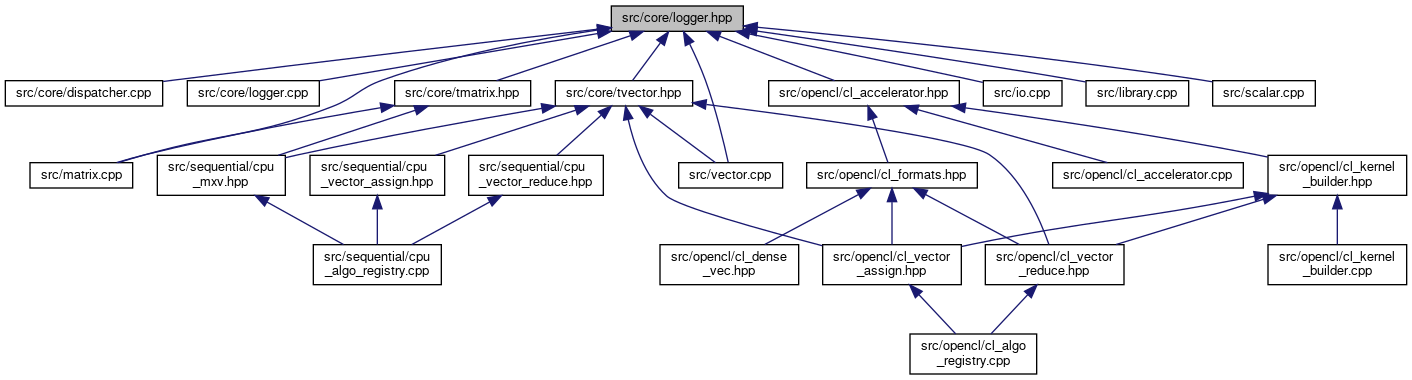 src/core/logger.hpp
src/core/dispatcher.cpp
src/core/logger.cpp
src/core/tmatrix.hpp
src/core/tvector.hpp
src/opencl/cl_accelerator.hpp
src/io.cpp
src/library.cpp
src/scalar.cpp
src/matrix.cpp
src/sequential/cpu
_mxv.hpp
src/sequential/cpu
_vector_assign.hpp
src/sequential/cpu
_vector_reduce.hpp
src/vector.cpp
src/opencl/cl_formats.hpp
src/opencl/cl_accelerator.cpp
src/opencl/cl_kernel
_builder.hpp
src/sequential/cpu
_algo_registry.cpp
src/opencl/cl_dense
_vec.hpp
src/opencl/cl_vector
_assign.hpp
src/opencl/cl_vector
_reduce.hpp
src/opencl/cl_kernel
_builder.cpp
src/opencl/cl_algo
_registry.cpp